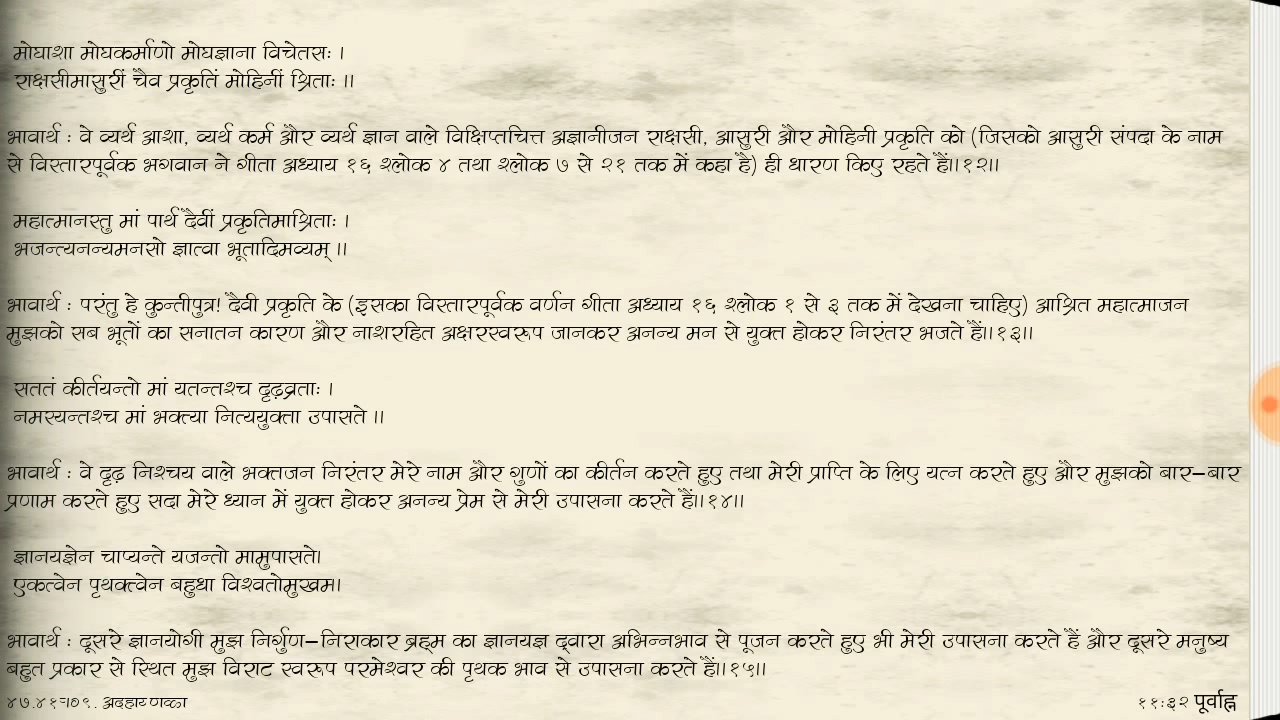 मोघाशा मोघकर्माणो मोघज्ञाना विचेतसः ।
राक्षसीमासुरीं चैव प्रकृतिं मोहिनीं श्रिताः ।।
भावार्थ : वे व्यर्थ आशा, व्यर्थ कर्म और व्यर्थ ज्ञान वाले विक्षिप्तचित्त अज्ञानीजन राक्षसी, आसुरी और मोहिनी प्रकृति को (जिसको आसुरी संपदा के नाम
से विस्तारपूर्वक भगवान ने गीता अध्याय १६ श्लोक ४ तथा श्लोक ७ से २१ तक में कहा है) ही धारण किए रहते हैं।।१२।।
महात्मानस्तु मां पार्थ दैवीं प्रकृतिमाश्रिताः ।
भजन्त्यनन्यमनसो ज्ञात्वा भूतादिमव्यम् ।।
भावार्थ : परंतु हे कुन्तीपुत्र! दैवी प्रकृति के (इसका विस्तारपूर्वक वर्णन गीता अध्याय १६ श्लोक १ से ३ तक में देखना चाहिए) आश्रित महात्माजन
मुझको सब भूतों का सनातन कारण और नाशरहित अक्षरस्वरूप जानकर अनन्य मन से युक्त होकर निरंतर भजते हैं।।१३।।
सततं कीर्तयन्तो मां यतन्तश्च दृढ़व्रताः ।
नमस्यन्तश्च मां भक्त्या नित्ययुक्ता उपासते ।।
भावार्थ : वे दृढ़ निश्चय वाले भक्तजन निरंतर मेरे नाम और गुणों का कीर्तन करते हुए तथा मेरी प्राप्ति के लिए यत्न करते हुए और मुझको बार-बार
प्रणाम करते हुए सदा मेरे ध्यान में युक्त होकर अनन्य प्रेम से मेरी उपासना करते हैं।।१४।।
ज्ञानयज्ञेन चाप्यन्ते यजन्तो मामुपासते।
एकत्वेन पृथक्त्वेन बहुधा विश्वतोमुखम।
भावार्थ : दूसरे ज्ञानयोगी मुझ निर्गुण-निराकार ब्रह्म का ज्ञानयज्ञ द्वारा अभिन्नभाव से पूजन करते हुए भी मेरी उपासना करते हैं और दूसरे मनुष्य
बहुत प्रकार से स्थित मुझ विराट स्वरूप परमेश्वर की पृथक भाव से उपासना करते हैं।।१५।।
११:३२ पूर्वाह्न